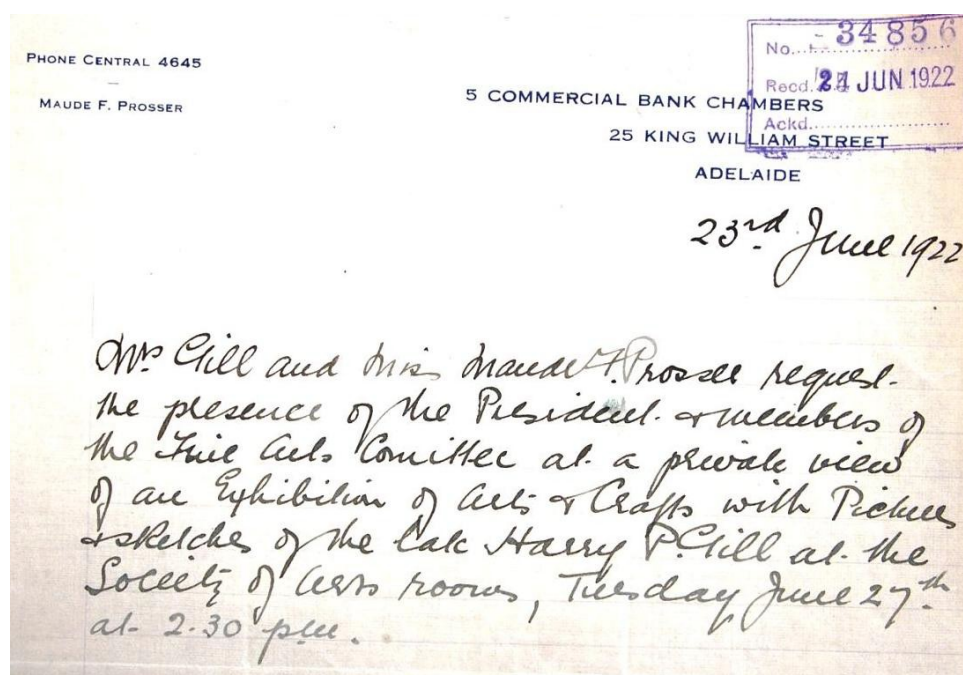 PHONE CENTRAL 4645
MAUDE F. PROSSER
No. 34856
Recd. 24 JUN 1922
Ackd.
5 COMMERCIAL BANK CHAMBERS
25 KING WILLIAM STREET
ADELAIDE
23rd June 1922
Mrs Gill and Miss Maude F. Prosser request
the presence of the President & members of
the Fine Arts Comittee at a private view
of an Exhibition of Arts & Crafts with Pictures
& sketches of the late Harry P. Gill at the
Society of Arts rooms, Tuesday June 27th
at 2.30 pm.